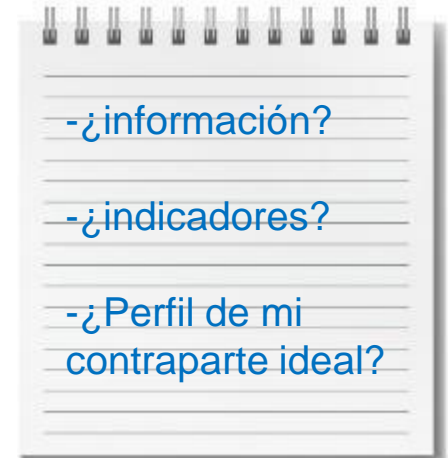 -¿información?
-¿indicadores?
-¿Perfil de mi
contraparte ideal?